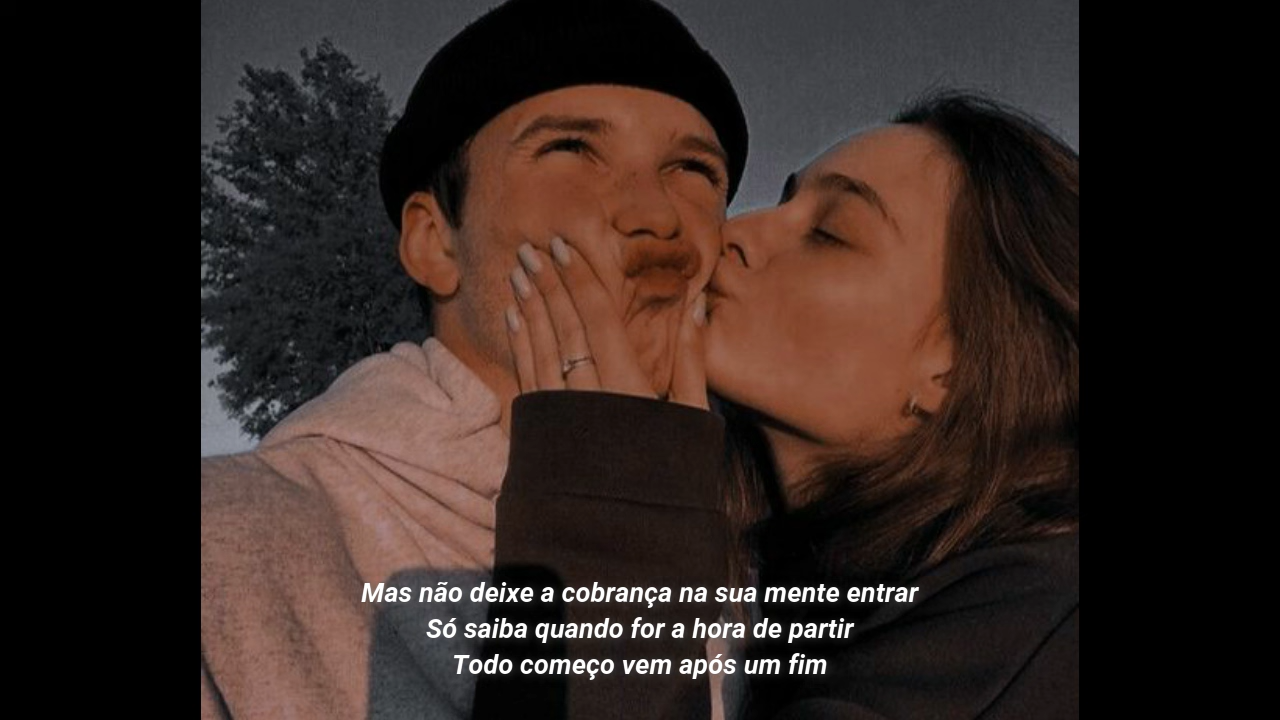 Mas não deixe a cobrança na sua mente entrar
Só saiba quando for a hora de partir
Todo começo vem após um fim